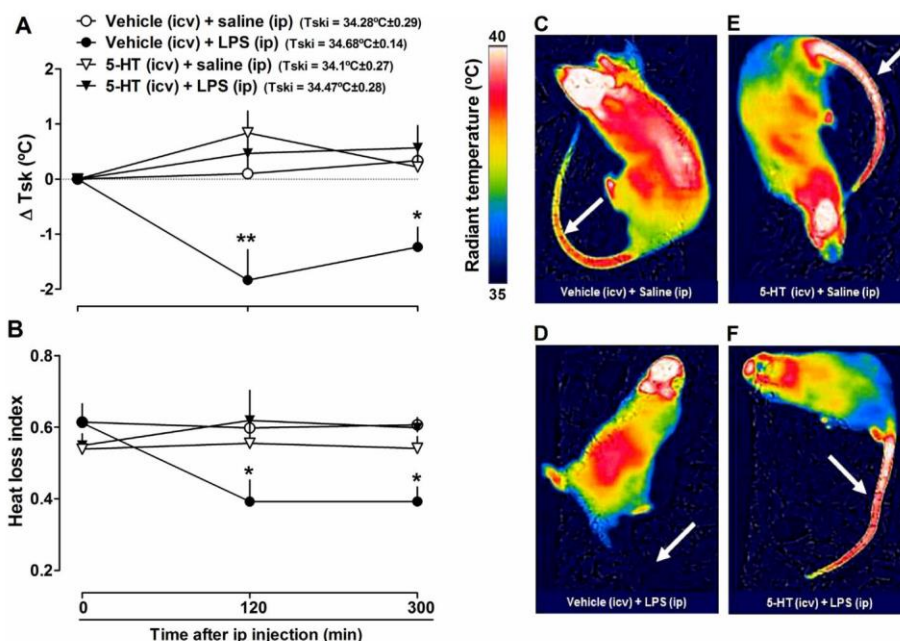 A
Vehicle (icv) + saline (ip) (Tski = 34.28ºC±0.29)
Vehicle (icv) + LPS (ip) (Tski = 34.68ºC±0.14)
5-HT (icv) + saline (ip) (Tski = 34.1ºC±0.27)
5-HT (icv) + LPS (ip) (Tski = 34.47ºC±0.28)
Δ Tsk (ºC)
1
0
-1
-2
**
*
B
Heat loss index
0.8
0.6
0.4
0.2
*
*
0
120
300
Time after ip injection (min)
Radiant temperature (ºC)
40
35
C
Vehicle (icv) + Saline (ip)
E
5-HT (icv) + Saline (ip)
D
Vehicle (icv) + LPS (ip)
F
5-HT (icv) + LPS (ip)